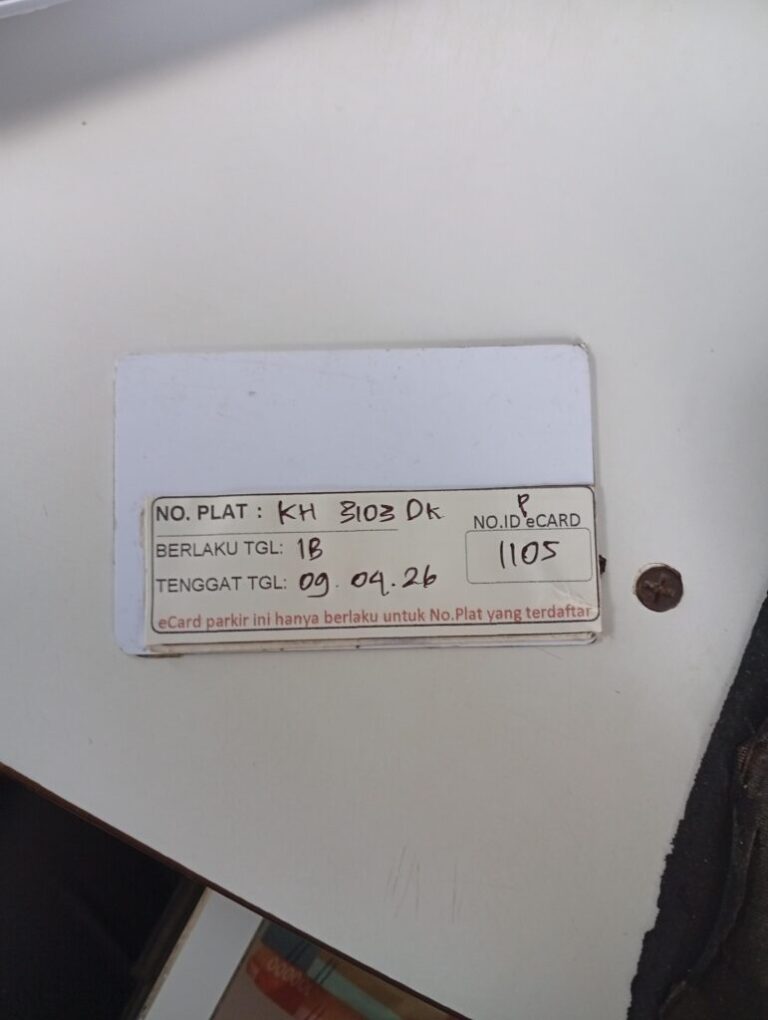 NO. PLAT : KH 3103 DK
P
NO.ID eCARD
BERLAKU TGL: 1B
1105
TENGGAT TGL: 09.04.26
eCard parkir ini hanya berlaku untuk No.Plat yang terdaftar